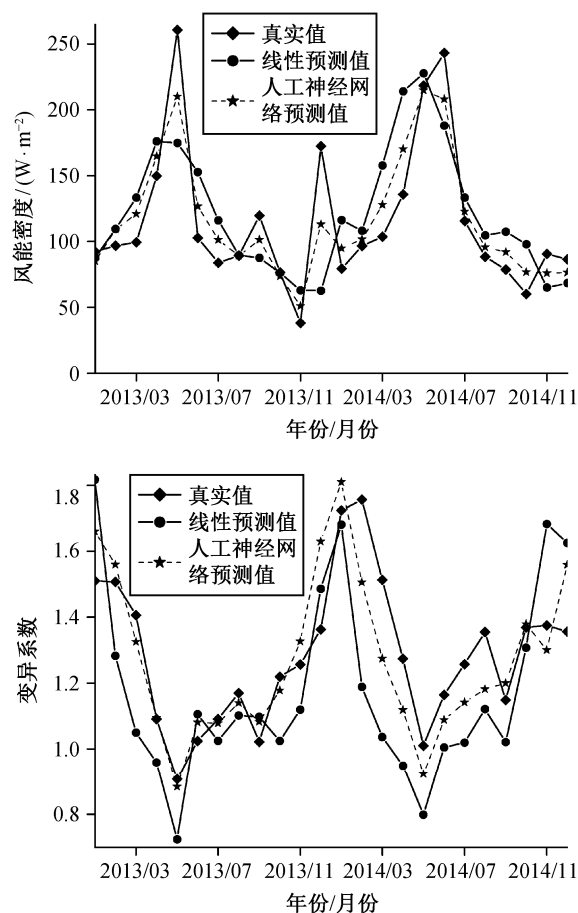 250
200
150
100
50
0
风能密度/(W·m⁻²)
真实值
线性预测值
人工神经网
络预测值
2013/03 2013/07 2013/11 2014/03 2014/07 2014/11
年份/月份
1.8
1.6
1.4
1.2
1.0
0.8
变异系数
真实值
线性预测值
人工神经网
络预测值
2013/03 2013/07 2013/11 2014/03 2014/07 2014/11
年份/月份